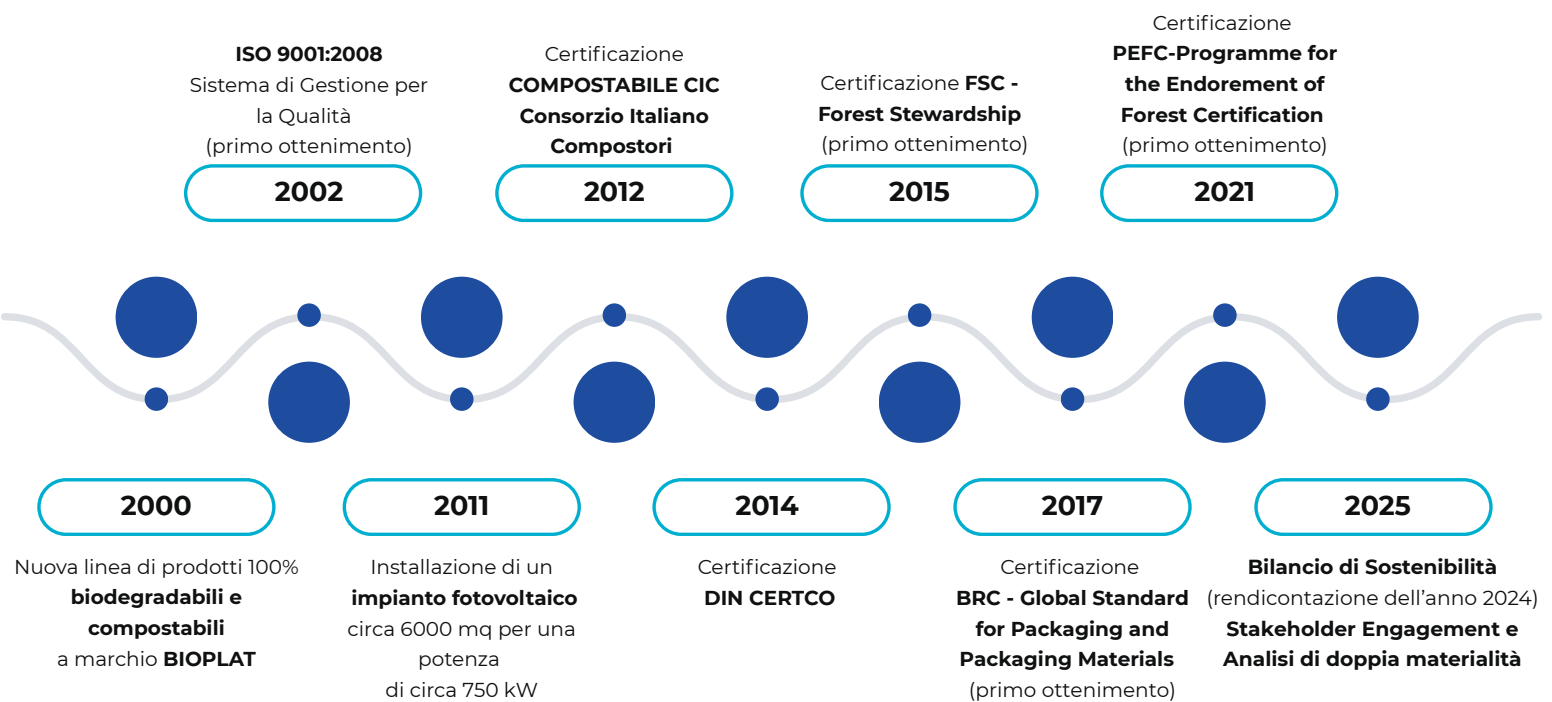 ISO 9001:2008
Sistema di Gestione per
la Qualità
(primo ottenimento)
2002
Certificazione
COMPOSTABILE CIC
Consorzio Italiano
Compostori
2012
Certificazione FSC -
Forest Stewardship
(primo ottenimento)
2015
Certificazione
PEFC-Programme for
the Endorement of
Forest Certification
(primo ottenimento)
2021
2000
Nuova linea di prodotti 100%
biodegradabili e
compostabili
a marchio BIOPLAT
2011
Installazione di un
impianto fotovoltaico
circa 6000 mq per una
potenza
di circa 750 kW
2014
Certificazione
DIN CERTCO
2017
Certificazione
BRC - Global Standard
for Packaging and
Packaging Materials
(primo ottenimento)
2025
Bilancio di Sostenibilità
(rendicontazione dell'anno 2024)
Stakeholder Engagement e
Analisi di doppia materialità